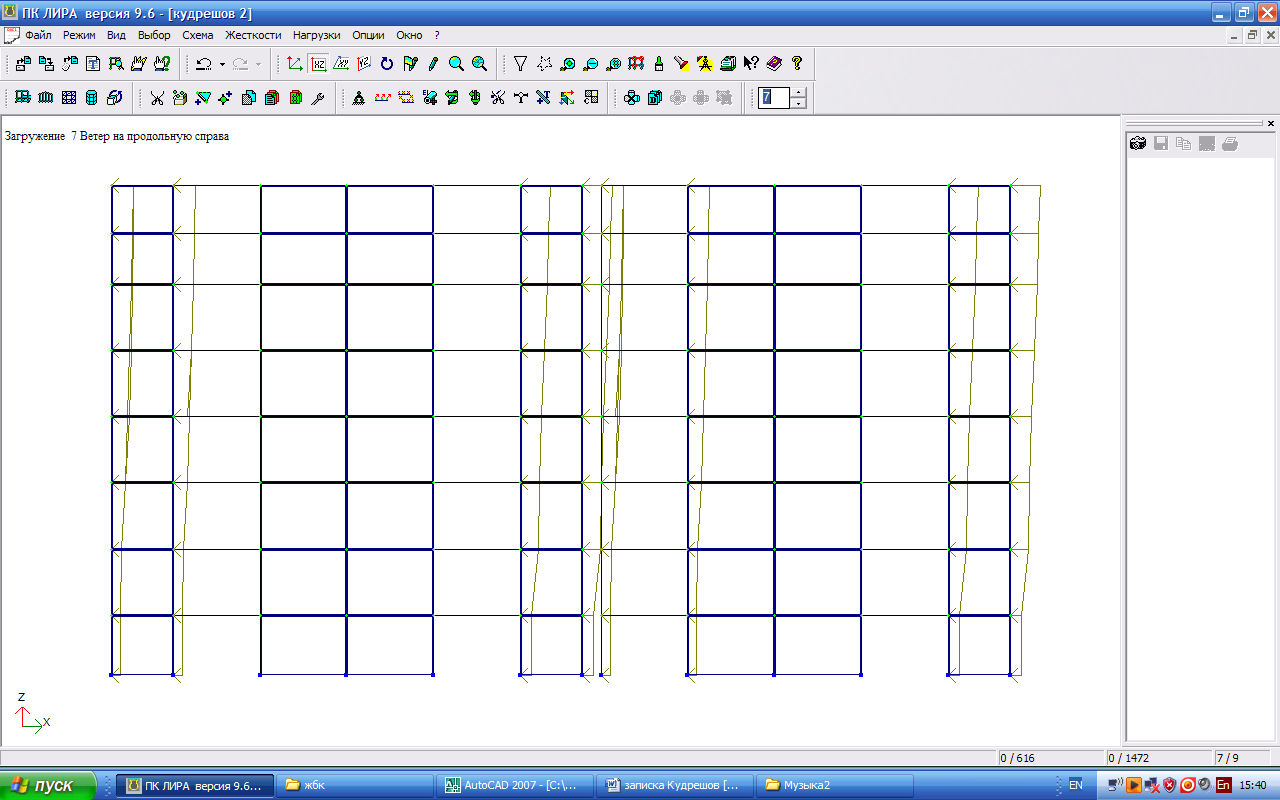 ПК ЛИРА  версия 9.6 - [кудрешов 2]
Файл Режим Вид Выбор Схема Жесткости Нагрузки Опции Окно ?
7
Загружение  7 Ветер на продольную справа
Z
X
0 / 616 0 / 1472 7 / 9
пуск ПК ЛИРА  версия 9.6... жбк AutoCAD 2007 - [C:\... записка Кудрешов [... Музыка2 EN En 15:40